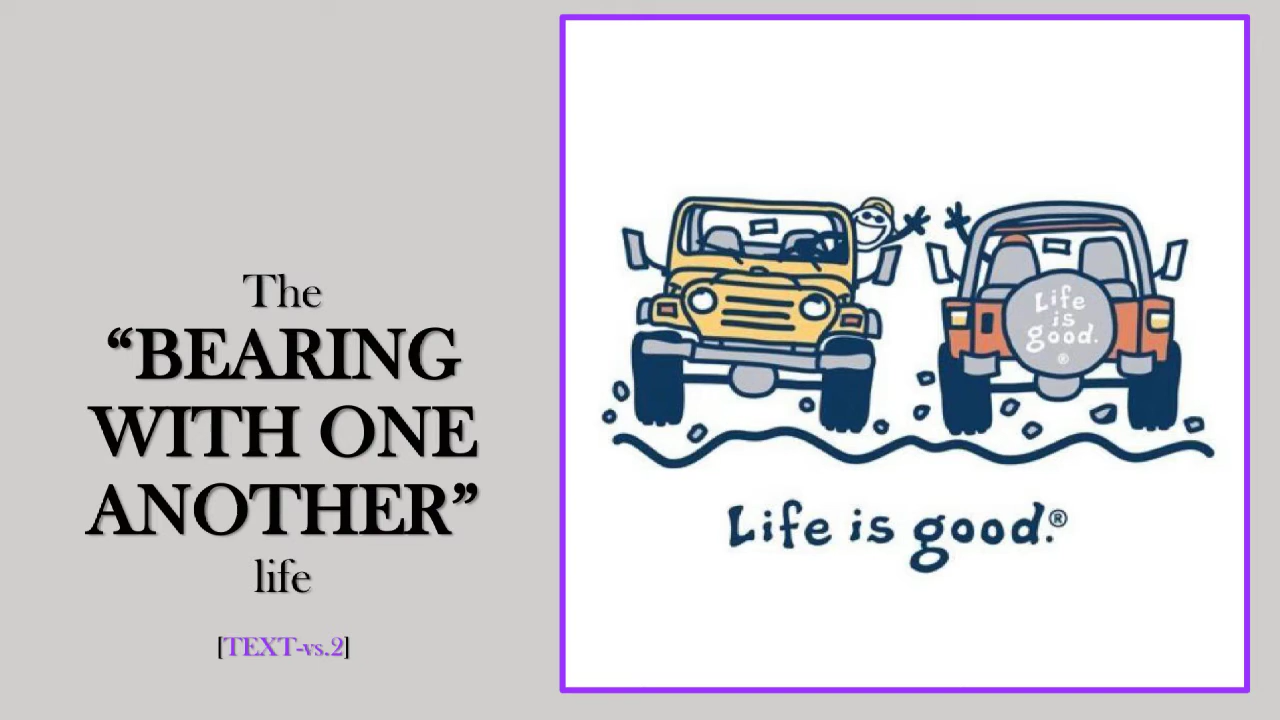 The
“BEARING
WITH ONE
ANOTHER”
life
[TEXT-vs.2]
Life
is
good.
®
Life is good.®